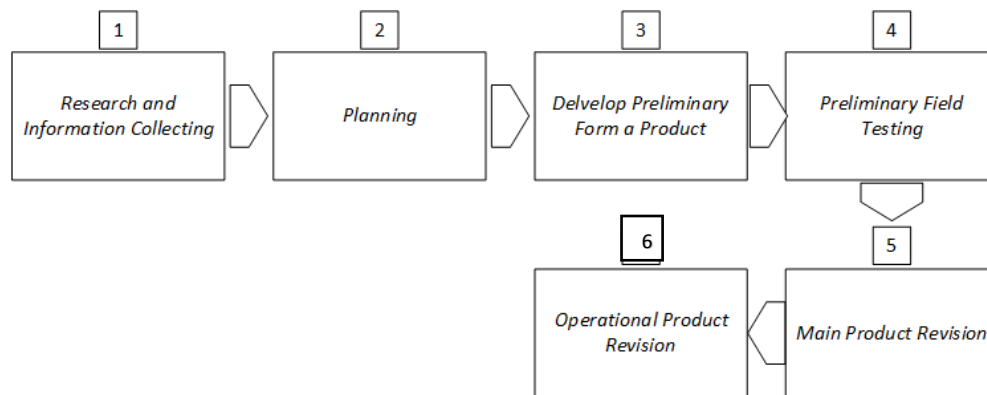 1
Research and
Information Collecting
2
Planning
3
Delvelop Preliminary
Form a Product
4
Preliminary Field
Testing
5
Main Product Revision
6
Operational Product
Revision